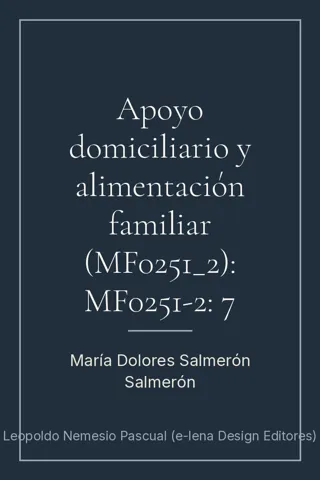 Apoyo
domiciliario y
alimentación
familiar
(MF0251_2):
MF0251-2: 7
María Dolores Salmerón
Salmerón
Leopoldo Nemesio Pascual (e-lena Design Editores)